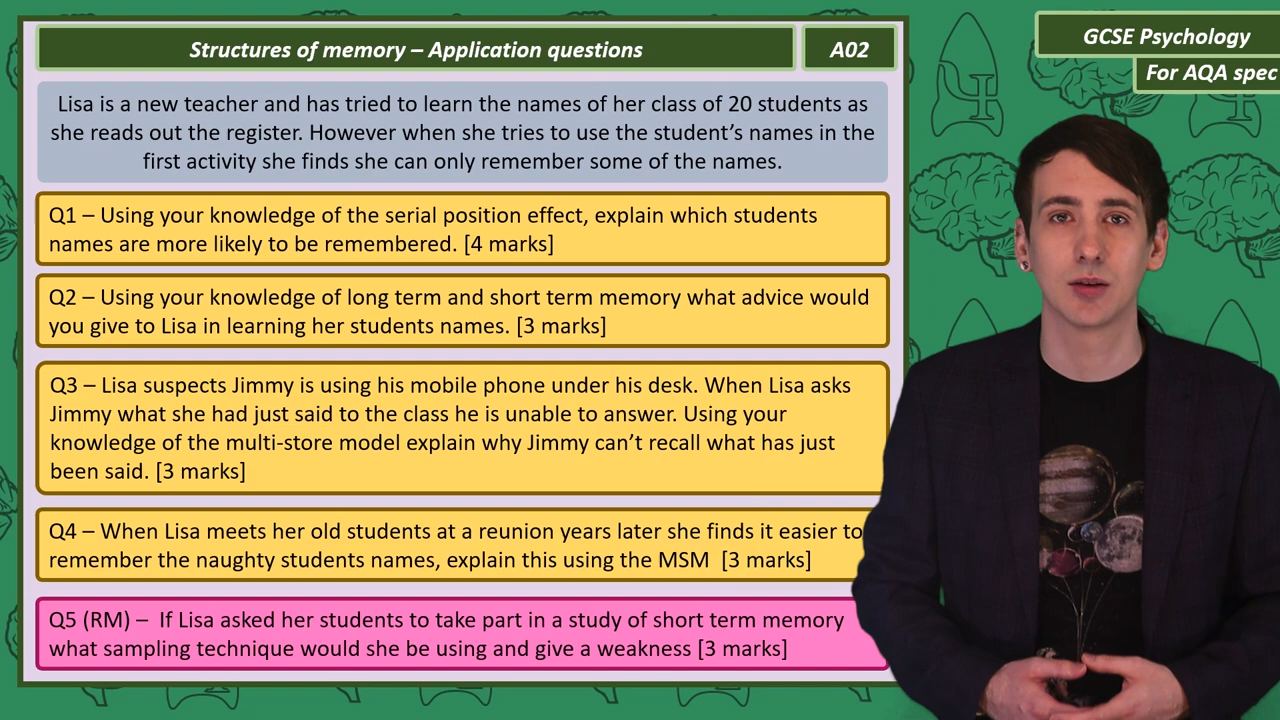 Structures of memory – Application questions
A02
GCSE Psychology
For AQA spec
Lisa is a new teacher and has tried to learn the names of her class of 20 students as
she reads out the register. However when she tries to use the student’s names in the
first activity she finds she can only remember some of the names.
Q1 – Using your knowledge of the serial position effect, explain which students
names are more likely to be remembered. [4 marks]
Q2 – Using your knowledge of long term and short term memory what advice would
you give to Lisa in learning her students names. [3 marks]
Q3 – Lisa suspects Jimmy is using his mobile phone under his desk. When Lisa asks
Jimmy what she had just said to the class he is unable to answer. Using your
knowledge of the multi-store model explain why Jimmy can’t recall what has just
been said. [3 marks]
Q4 – When Lisa meets her old students at a reunion years later she finds it easier to
remember the naughty students names, explain this using the MSM [3 marks]
Q5 (RM) – If Lisa asked her students to take part in a study of short term memory
what sampling technique would she be using and give a weakness [3 marks]